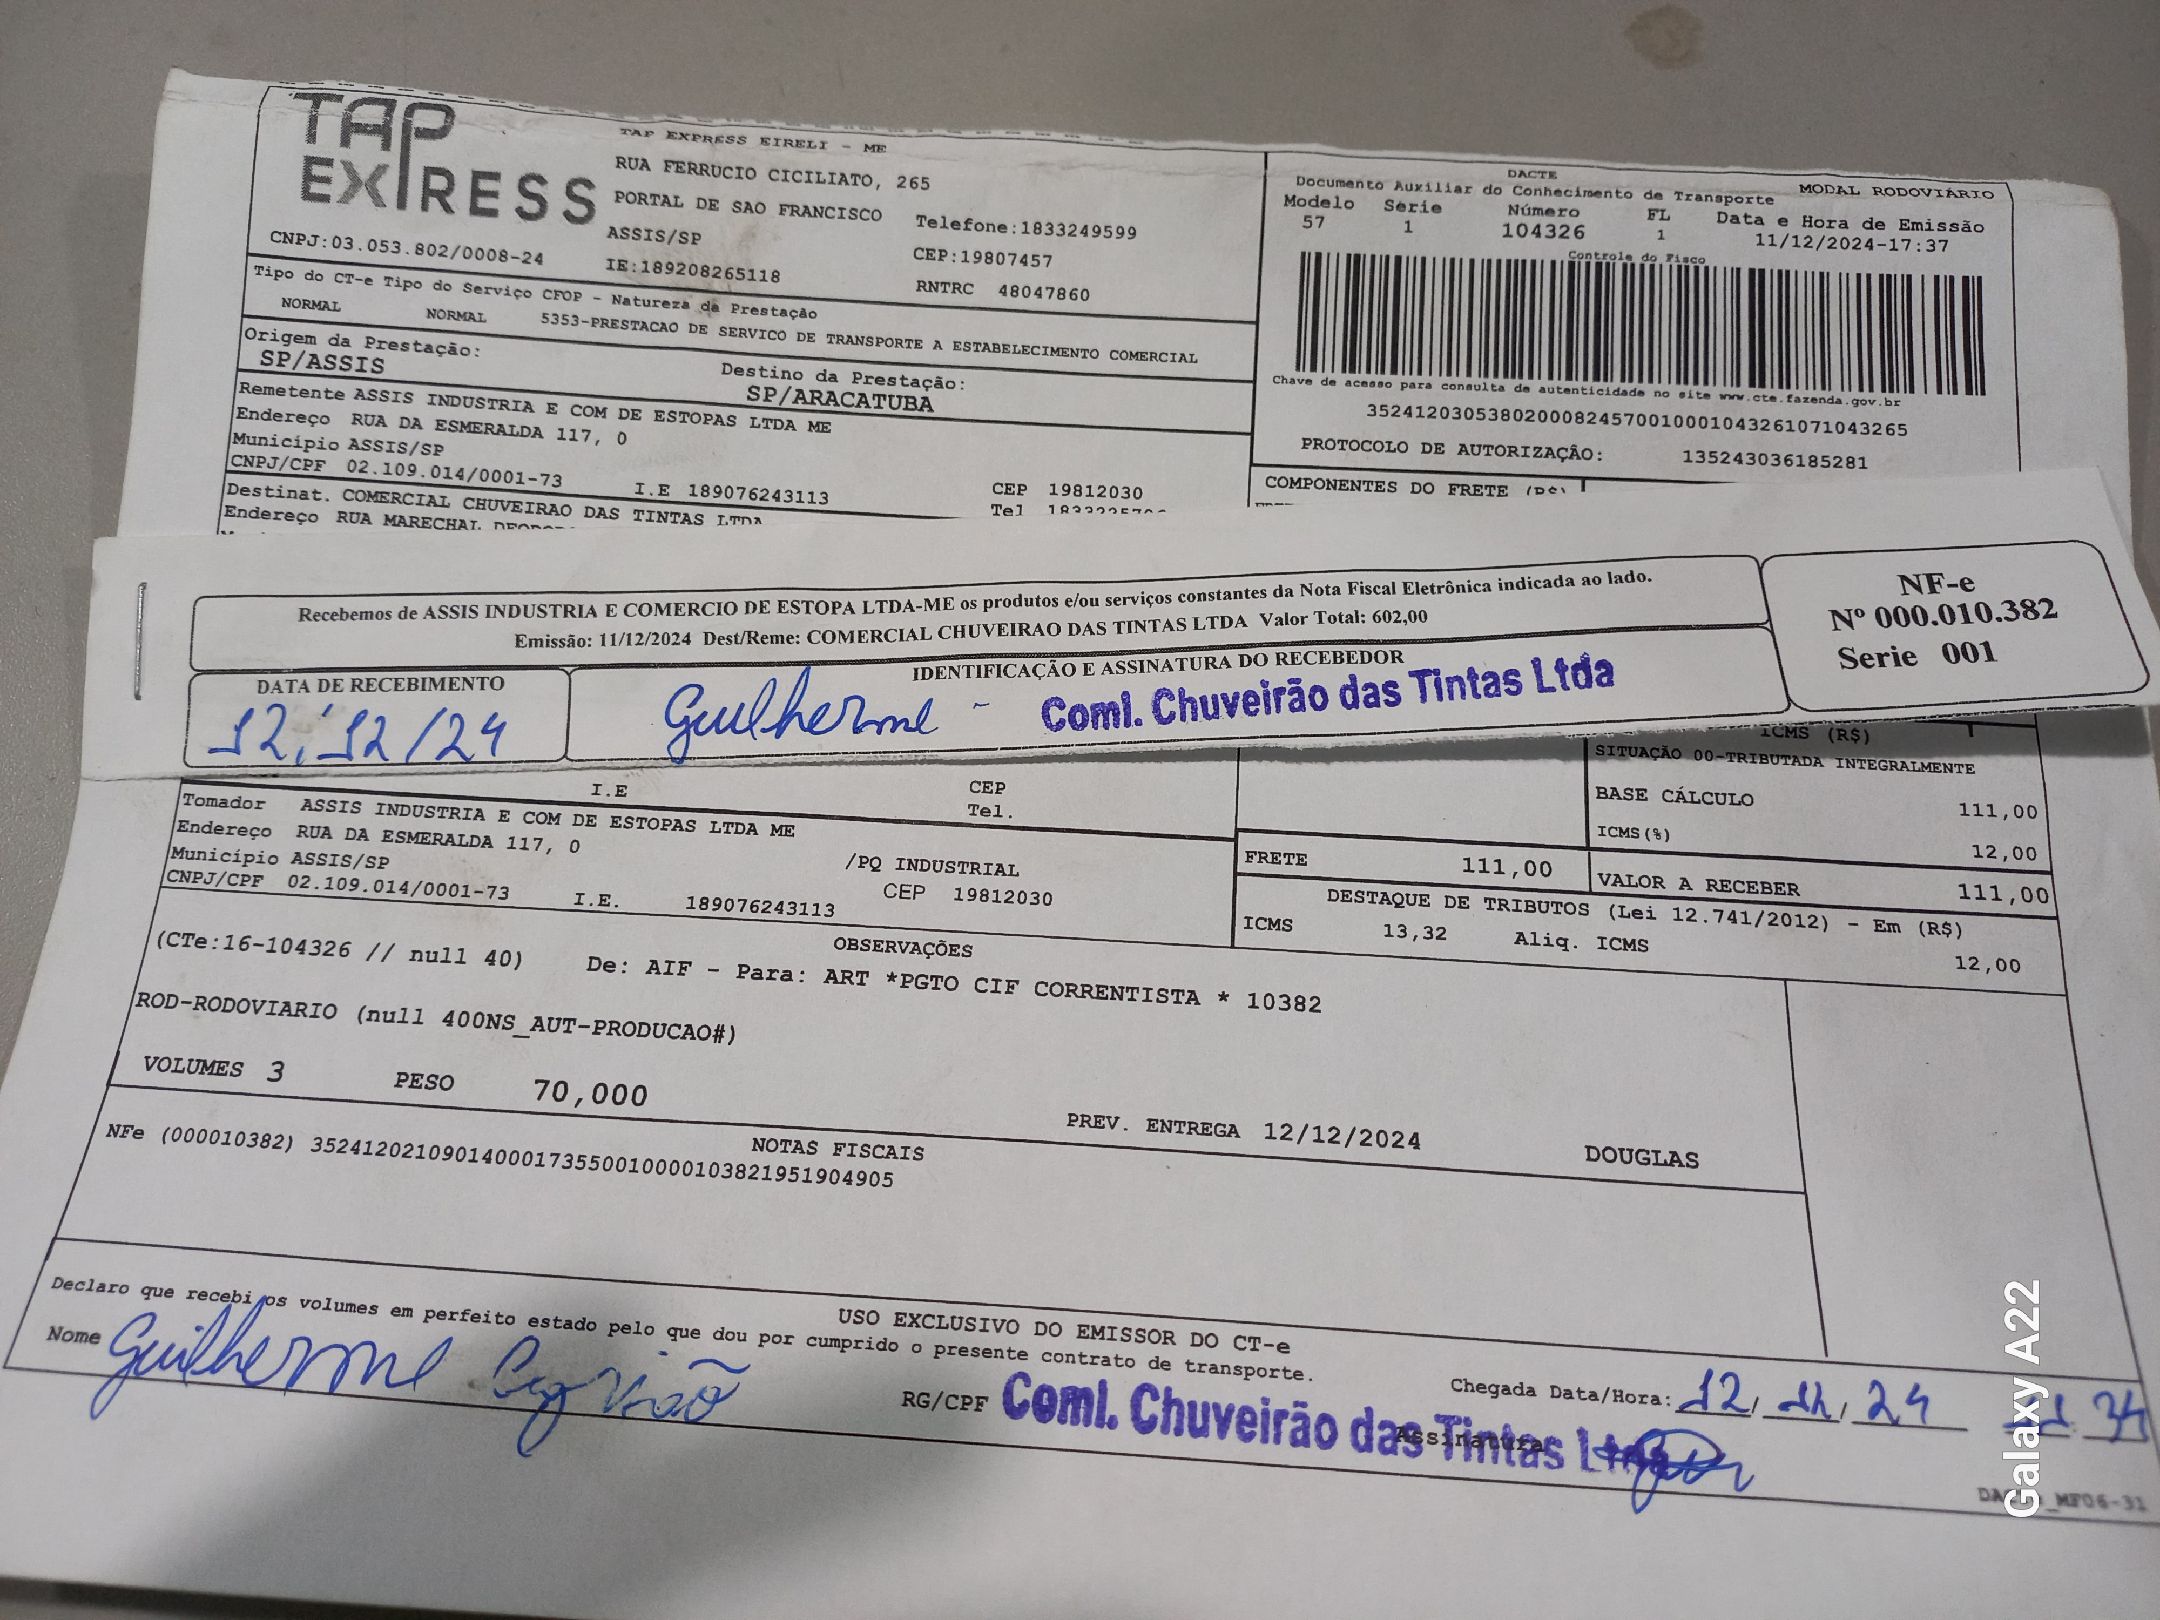 TAP EXPRESS
TAP EXPRESS EIRELI - ME
RUA FERRUCIO CICILIATO, 265
PORTAL DE SAO FRANCISCO Telefone:1833249599
ASSIS/SP CEP:19807457
CNPJ:03.053.802/0008-24 IE:189208265118 RNTRC 48047860
DACTE
Documento Auxiliar do Conhecimento de Transporte MODAL RODOVIÁRIO
Modelo Série Número FL Data e Hora de Emissão
57 1 104326 1 11/12/2024-17:37
Controle do Fisco
Chave de acesso para consulta de autenticidade no site www.cte.fazenda.gov.br
35241203053802000824570010001043261071043265
PROTOCOLO DE AUTORIZAÇÃO: 135243036185281
COMPONENTES DO FRETE
Tipo do CT-e Tipo do Serviço CFOP - Natureza da Prestação
NORMAL NORMAL 5353-PRESTACAO DE SERVICO DE TRANSPORTE A ESTABELECIMENTO COMERCIAL
Origem da Prestação: Destino da Prestação:
SP/ASSIS SP/ARACATUBA
Remetente ASSIS INDUSTRIA E COM DE ESTOPAS LTDA ME
Endereço RUA DA ESMERALDA 117, 0
Município ASSIS/SP
CNPJ/CPF 02.109.014/0001-73 I.E 189076243113 CEP 19812030
Destinat. COMERCIAL CHUVEIRAO DAS TINTAS LTDA Tel
Endereço RUA MARECHAL
Recebemos de ASSIS INDUSTRIA E COMERCIO DE ESTOPA LTDA-ME os produtos e/ou serviços constantes da Nota Fiscal Eletrônica indicada ao lado.
Emissão: 11/12/2024 Dest/Reme: COMERCIAL CHUVEIRAO DAS TINTAS LTDA Valor Total: 602,00
NF-e
Nº 000.010.382
Serie 001
DATA DE RECEBIMENTO IDENTIFICAÇÃO E ASSINATURA DO RECEBEDOR
12/12/24 Guilherme - Coml. Chuveirão das Tintas Ltda
ICMS (R$)
SITUAÇÃO 00-TRIBUTADA INTEGRALMENTE
BASE CÁLCULO 111,00
ICMS(%) 12,00
FRETE 111,00 VALOR A RECEBER 111,00
DESTAQUE DE TRIBUTOS (Lei 12.741/2012) - Em (R$)
ICMS 13,32 Aliq. ICMS 12,00
I.E CEP
Tel.
Tomador ASSIS INDUSTRIA E COM DE ESTOPAS LTDA ME
Endereço RUA DA ESMERALDA 117, 0 /PQ INDUSTRIAL
Município ASSIS/SP CEP 19812030
CNPJ/CPF 02.109.014/0001-73 I.E. 189076243113
OBSERVAÇÕES
(CTe:16-104326 // null 40) De: AIF - Para: ART *PGTO CIF CORRENTISTA * 10382
ROD-RODOVIARIO (null 400NS_AUT-PRODUCAO#)
VOLUMES 3 PESO 70,000 PREV. ENTREGA 12/12/2024 DOUGLAS
NOTAS FISCAIS
NFe (000010382) 35241202109014000173550010000103821951904905
USO EXCLUSIVO DO EMISSOR DO CT-e
Declaro que recebi os volumes em perfeito estado pelo que dou por cumprido o presente contrato de transporte.
Nome Guilherme RG/CPF Coml. Chuveirão das Tintas Ltda
Chegada Data/Hora: 12/12/24 34
Assinatura
MF06-31
Galaxy A22